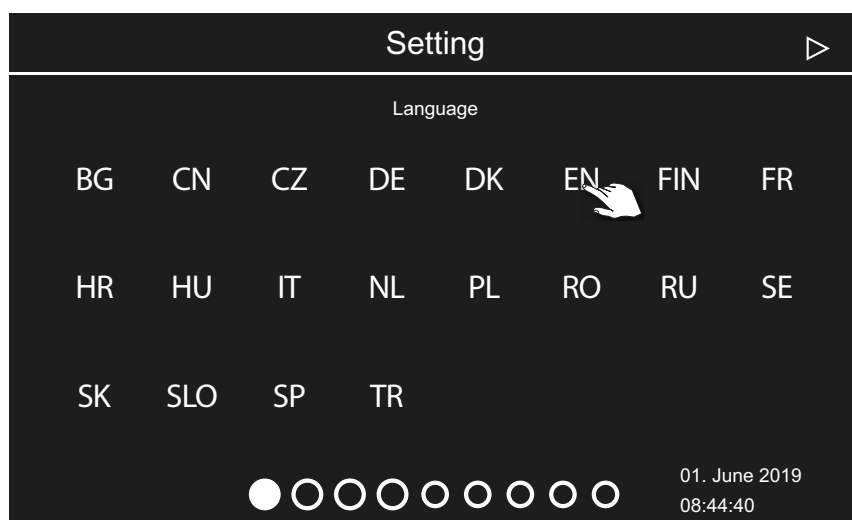 Setting
Language
BG CN CZ DE DK EN FIN FR
HR HU IT NL PL RO RU SE
SK SLO SP TR
01. June 2019
08:44:40